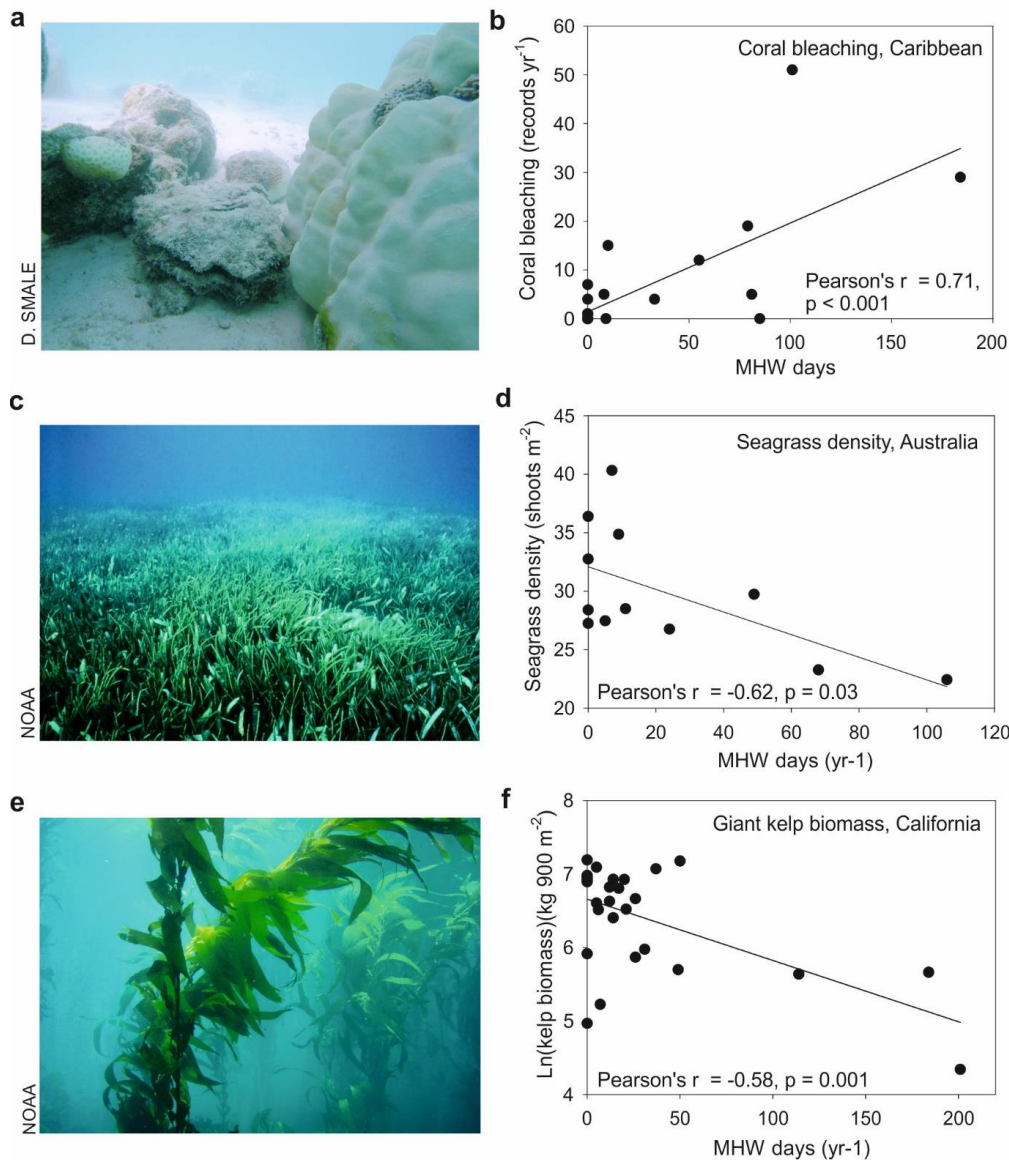 a
D. SMALE
b
Coral bleaching, Caribbean
Coral bleaching (records yr-1)
60
50
40
30
20
10
0
Pearson's r = 0.71,
p < 0.001
0 50 100 150 200
MHW days
c
NOAA
d
Seagrass density, Australia
Seagrass density (shoots m-2)
45
40
35
30
25
20
Pearson's r = -0.62, p = 0.03
0 20 40 60 80 100 120
MHW days (yr-1)
e
NOAA
f
Giant kelp biomass, California
Ln(kelp biomass)(kg 900 m-2)
8
7
6
5
4
Pearson's r = -0.58, p = 0.001
0 50 100 150 200
MHW days (yr-1)